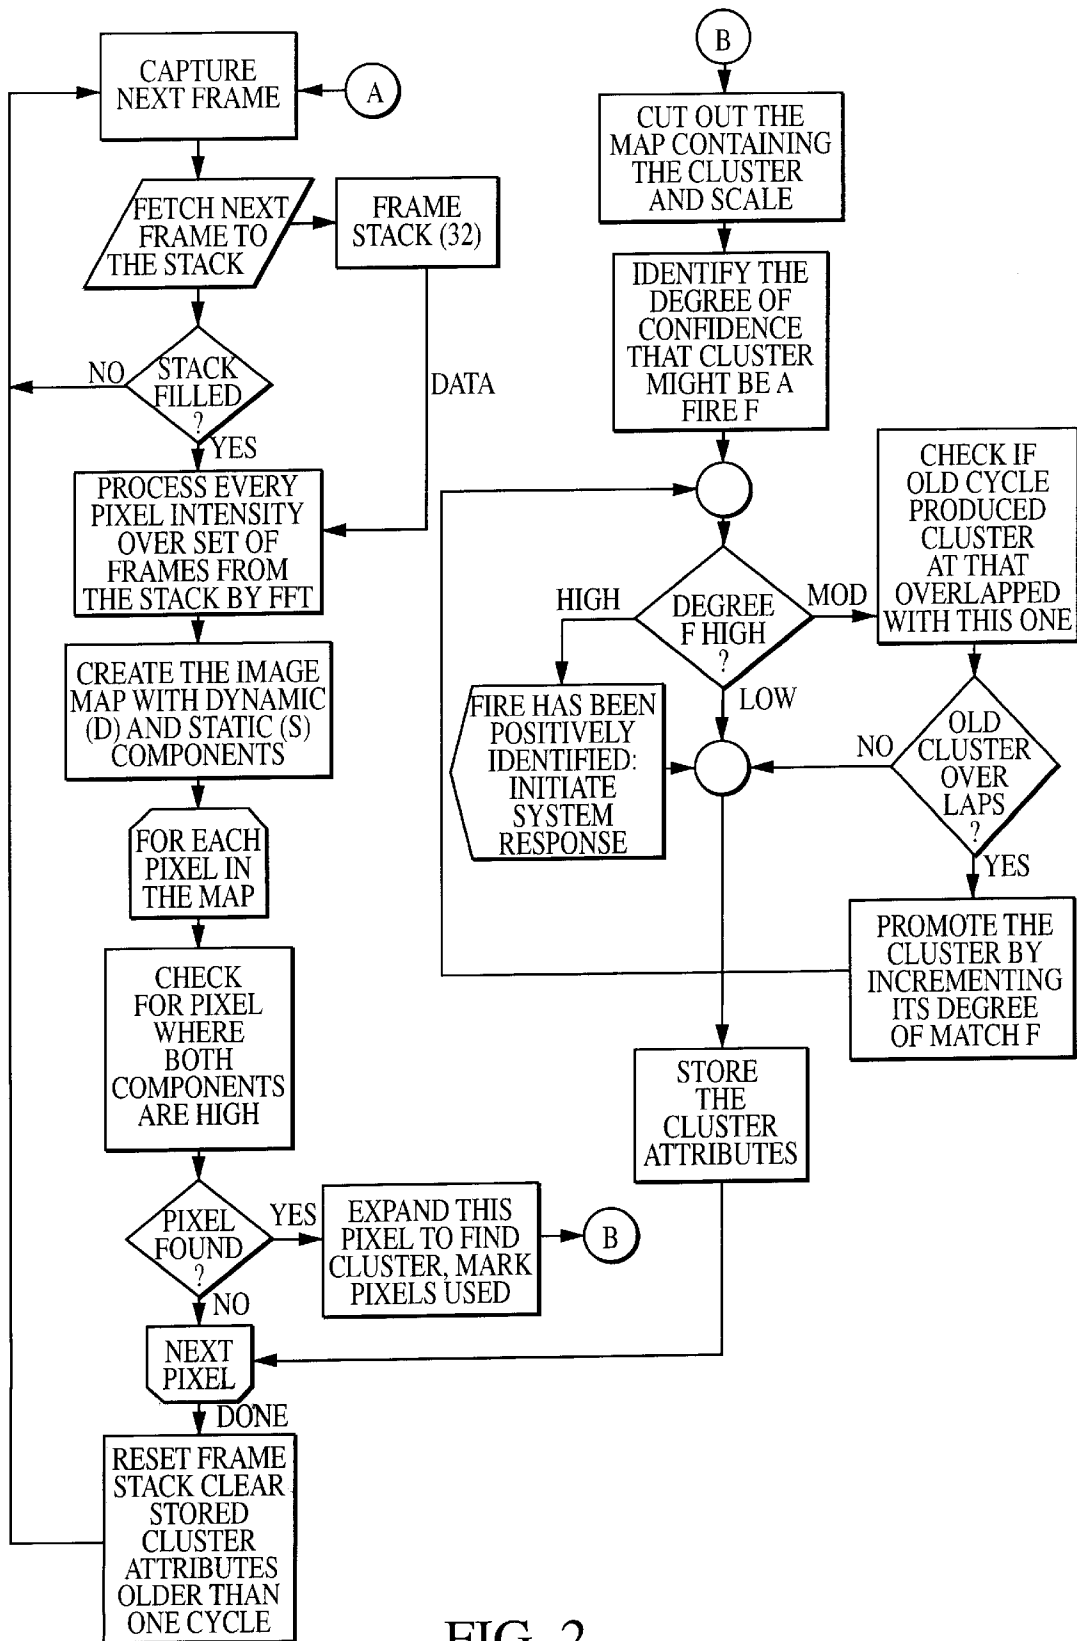 CAPTURE
NEXT FRAME
A
FETCH NEXT
FRAME TO
THE STACK
FRAME
STACK (32)
NO
STACK
FILLED
?
DATA
YES
PROCESS EVERY
PIXEL INTENSITY
OVER SET OF
FRAMES FROM
THE STACK BY FFT
CREATE THE IMAGE
MAP WITH DYNAMIC
(D) AND STATIC (S)
COMPONENTS
FOR EACH
PIXEL IN
THE MAP
CHECK
FOR PIXEL
WHERE
BOTH
COMPONENTS
ARE HIGH
PIXEL
FOUND
?
YES
EXPAND THIS
PIXEL TO FIND
CLUSTER, MARK
PIXELS USED
B
NO
NEXT
PIXEL
DONE
RESET FRAME
STACK CLEAR
STORED
CLUSTER
ATTRIBUTES
OLDER THAN
ONE CYCLE
B
CUT OUT THE
MAP CONTAINING
THE CLUSTER
AND SCALE
IDENTIFY THE
DEGREE OF
CONFIDENCE
THAT CLUSTER
MIGHT BE A
FIRE F
HIGH
DEGREE
F HIGH
?
MOD
LOW
CHECK IF
OLD CYCLE
PRODUCED
CLUSTER
AT THAT
OVERLAPPED
WITH THIS ONE
FIRE HAS BEEN
POSITIVELY
IDENTIFIED:
INITIATE
SYSTEM
RESPONSE
NO
OLD
CLUSTER
OVER
LAPS
?
YES
PROMOTE THE
CLUSTER BY
INCREMENTING
ITS DEGREE
OF MATCH F
STORE
THE
CLUSTER
ATTRIBUTES
FIG. 2